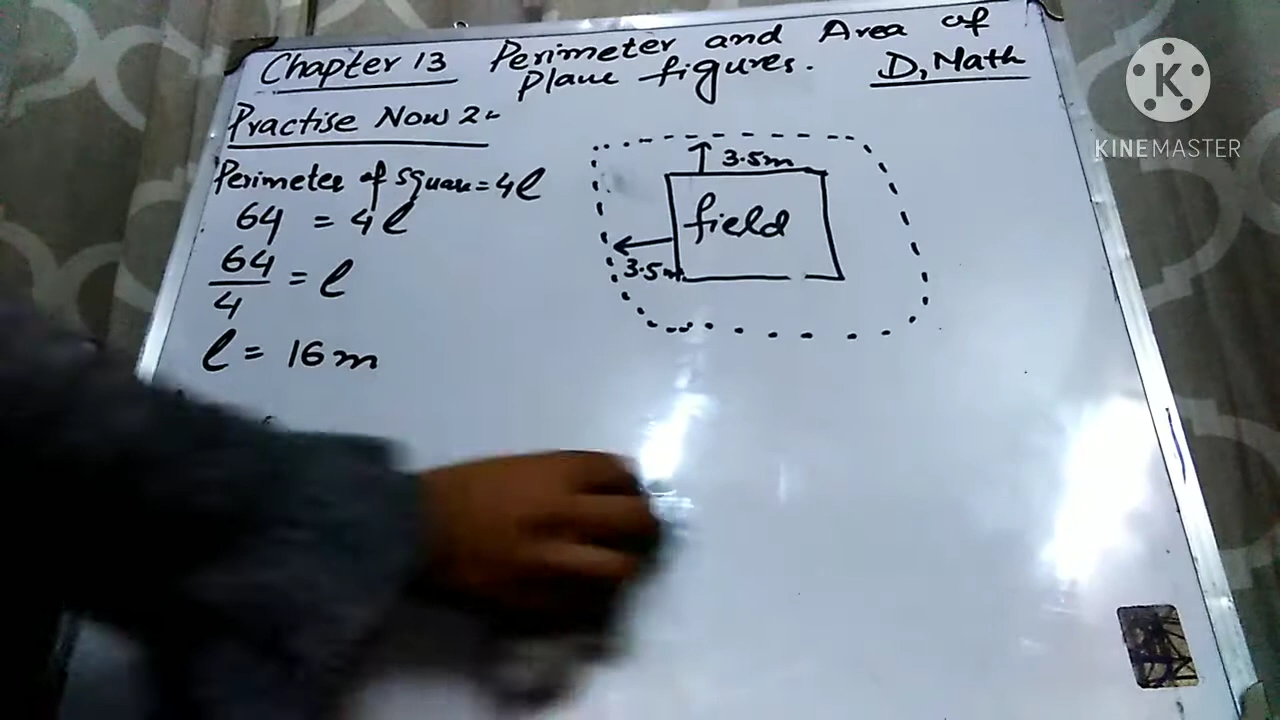 Chapter 13 Perimeter and Area of
Plane figures. D, Math
Practise Now 2:-
Perimeter of square = 4l
64 = 4l
64/4 = l
l = 16m
3.5m
field
3.5m
K
KINEMASTER